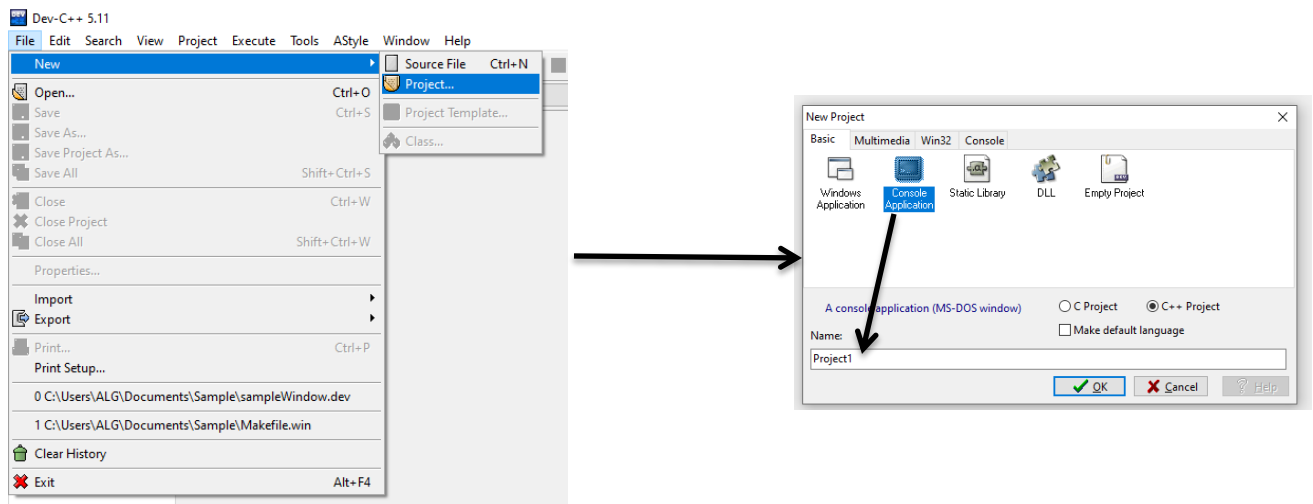 Dev-C++ 5.11
File Edit Search View Project Execute Tools AStyle Window Help
New
Source File Ctrl+N
Project...
Project Template...
Class...
Open... Ctrl+O
Save Ctrl+S
Save As...
Save Project As...
Save All Shift+Ctrl+S
Close Ctrl+W
Close Project
Close All Shift+Ctrl+W
Properties...
Import
Export
Print... Ctrl+P
Print Setup...
0 C:\Users\ALG\Documents\Sample\sampleWindow.dev
1 C:\Users\ALG\Documents\Sample\Makefile.win
Clear History
Exit Alt+F4
New Project
Basic Multimedia Win32 Console
Windows Application
Console Application
Static Library
DLL
Empty Project
A console application (MS-DOS window)
C Project C++ Project
Make default language
Name:
Project1
OK Cancel Help